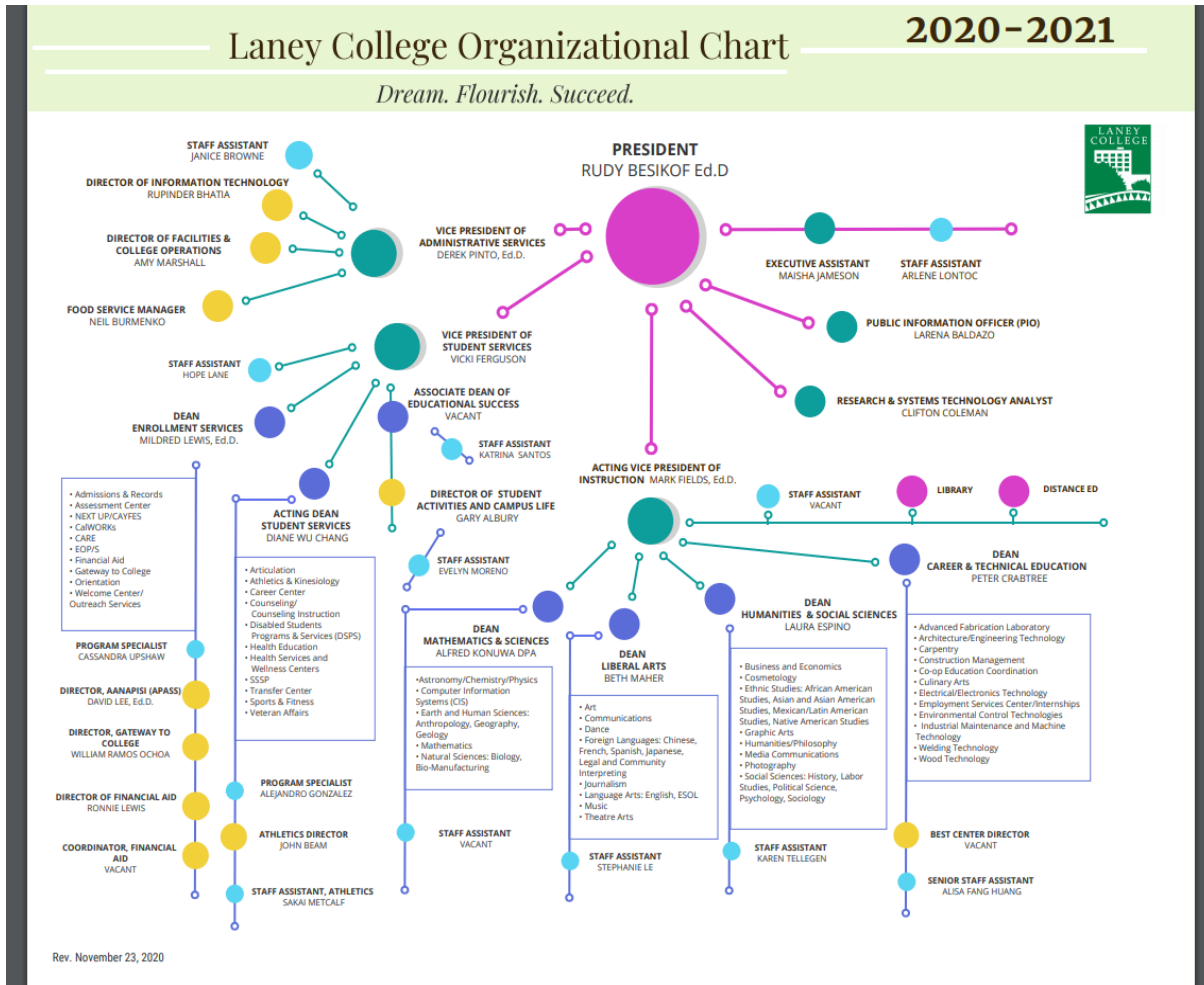 Laney College Organizational Chart
2020-2021
Dream. Flourish. Succeed.
LANEY
COLLEGE
PRESIDENT
RUDY BESIKOF Ed.D
STAFF ASSISTANT
JANICE BROWNE
DIRECTOR OF INFORMATION TECHNOLOGY
RUPINDER BHATIA
DIRECTOR OF FACILITIES &
COLLEGE OPERATIONS
AMY MARSHALL
FOOD SERVICE MANAGER
NEIL BURMENKO
VICE PRESIDENT OF
ADMINISTRATIVE SERVICES
DEREK PINTO, Ed.D.
EXECUTIVE ASSISTANT
MAISHA JAMESON
STAFF ASSISTANT
ARLENE LONTOC
PUBLIC INFORMATION OFFICER (PIO)
LARENA BALDAZO
RESEARCH & SYSTEMS TECHNOLOGY ANALYST
CLIFTON COLEMAN
VICE PRESIDENT OF
STUDENT SERVICES
VICKI FERGUSON
STAFF ASSISTANT
HOPE LANE
DEAN
ENROLLMENT SERVICES
MILDRED LEWIS, Ed.D.
ASSOCIATE DEAN OF
EDUCATIONAL SUCCESS
VACANT
STAFF ASSISTANT
KATRINA SANTOS
DIRECTOR OF STUDENT
ACTIVITIES AND CAMPUS LIFE
GARY ALBURY
STAFF ASSISTANT
EVELYN MORENO
ACTING DEAN
STUDENT SERVICES
DIANE WU CHANG
• Admissions & Records
• Assessment Center
• NEXT UP/CAYFES
• CalWORKs
• CARE
• EOP/S
• Financial Aid
• Gateway to College
• Orientation
• Welcome Center/
Outreach Services
PROGRAM SPECIALIST
CASSANDRA UPSHAW
DIRECTOR, AANAPISI (APASS)
DAVID LEE, Ed.D.
DIRECTOR, GATEWAY TO
COLLEGE
WILLIAM RAMOS OCHOA
DIRECTOR OF FINANCIAL AID
RONNIE LEWIS
COORDINATOR, FINANCIAL
AID
VACANT
• Articulation
• Athletics & Kinesiology
• Career Center
• Counseling/
Counseling Instruction
• Disabled Students
Programs & Services (DSPS)
• Health Education
• Health Services and
Wellness Centers
• SSSP
• Transfer Center
• Sports & Fitness
• Veteran Affairs
PROGRAM SPECIALIST
ALEJANDRO GONZALEZ
ATHLETICS DIRECTOR
JOHN BEAM
STAFF ASSISTANT, ATHLETICS
SAKAI METCALF
ACTING VICE PRESIDENT OF
INSTRUCTION MARK FIELDS, Ed.D.
STAFF ASSISTANT
VACANT
LIBRARY
DISTANCE ED
DEAN
MATHEMATICS & SCIENCES
ALFRED KONUWA DPA
•Astronomy/Chemistry/Physics
• Computer Information
Systems (CIS)
• Earth and Human Sciences:
Anthropology, Geography,
Geology
• Mathematics
• Natural Sciences: Biology,
Bio-Manufacturing
STAFF ASSISTANT
VACANT
DEAN
LIBERAL ARTS
BETH MAHER
• Art
• Communications
• Dance
• Foreign Languages: Chinese,
French, Spanish, Japanese,
Legal and Community
Interpreting
• Journalism
• Language Arts: English, ESOL
• Music
• Theatre Arts
STAFF ASSISTANT
STEPHANIE LE
DEAN
HUMANITIES & SOCIAL SCIENCES
LAURA ESPINO
• Business and Economics
• Cosmetology
• Ethnic Studies: African American
Studies, Asian and Asian American
Studies, Mexican/Latin American
Studies, Native American Studies
• Graphic Arts
• Humanities/Philosophy
• Media Communications
• Photography
• Social Sciences: History, Labor
Studies, Political Science,
Psychology, Sociology
STAFF ASSISTANT
KAREN TELLEGEN
DEAN
CAREER & TECHNICAL EDUCATION
PETER CRABTREE
• Advanced Fabrication Laboratory
• Architecture/Engineering Technology
• Carpentry
• Construction Management
• Co-op Education Coordination
• Culinary Arts
• Electrical/Electronics Technology
• Employment Services Center/Internships
• Environmental Control Technologies
• Industrial Maintenance and Machine
Technology
• Welding Technology
• Wood Technology
BEST CENTER DIRECTOR
VACANT
SENIOR STAFF ASSISTANT
ALISA FANG HUANG
Rev. November 23, 2020